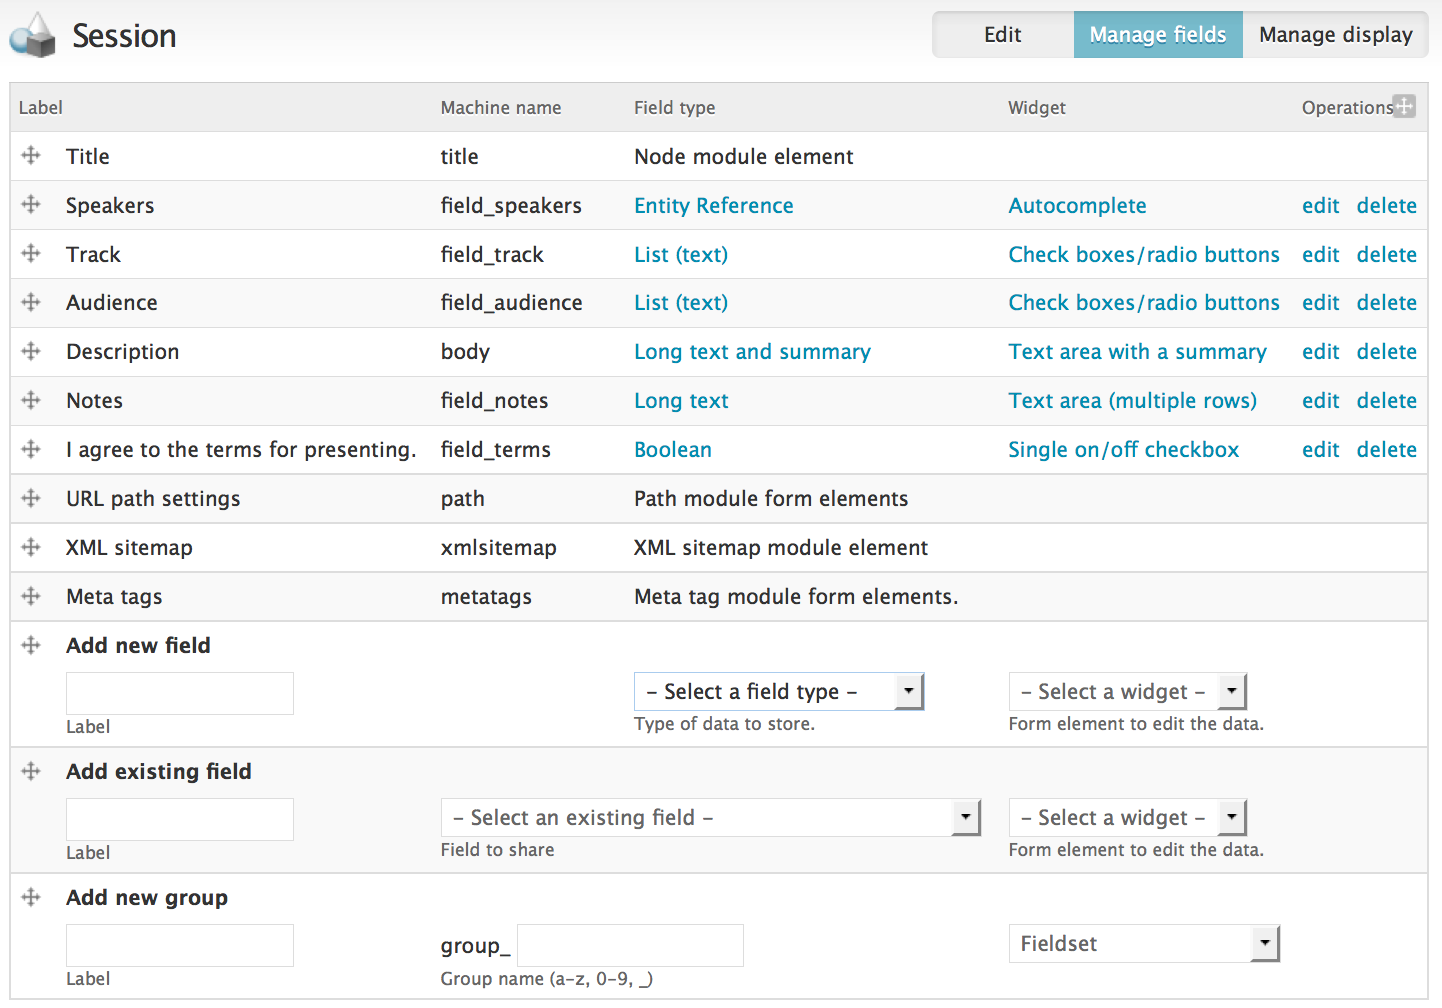 Session
Edit Manage fields Manage display
Label Machine name Field type Widget Operations
Title title Node module element
Speakers field_speakers Entity Reference Autocomplete edit delete
Track field_track List (text) Check boxes/radio buttons edit delete
Audience field_audience List (text) Check boxes/radio buttons edit delete
Description body Long text and summary Text area with a summary edit delete
Notes field_notes Long text Text area (multiple rows) edit delete
I agree to the terms for presenting. field_terms Boolean Single on/off checkbox edit delete
URL path settings path Path module form elements
XML sitemap xmlsitemap XML sitemap module element
Meta tags metatags Meta tag module form elements.
Add new field
- Select a field type - - Select a widget -
Label Type of data to store. Form element to edit the data.
Add existing field
- Select an existing field - - Select a widget -
Label Field to share Form element to edit the data.
Add new group
group_ Fieldset
Label Group name (a-z, 0-9, _)